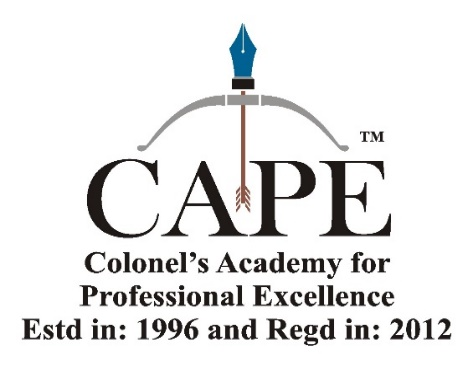 TM
CAPE
Colonel's Academy for
Professional Excellence
Estd in: 1996 and Regd in: 2012